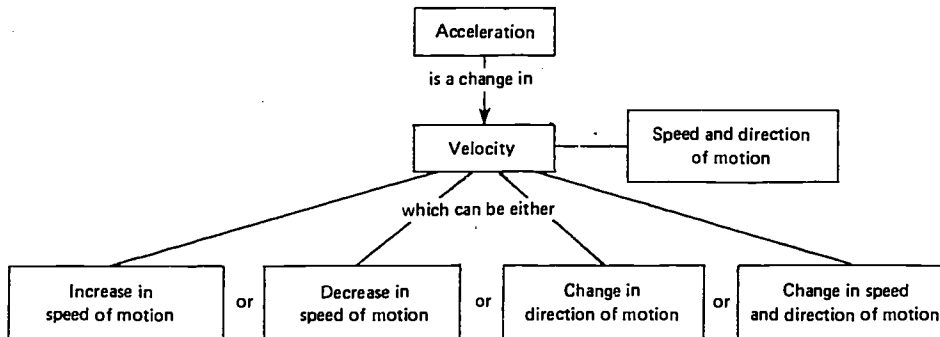 Acceleration
is a change in
Velocity
Speed and direction
of motion
which can be either
Increase in
speed of motion
or
Decrease in
speed of motion
or
Change in
direction of motion
or
Change in speed
and direction of motion